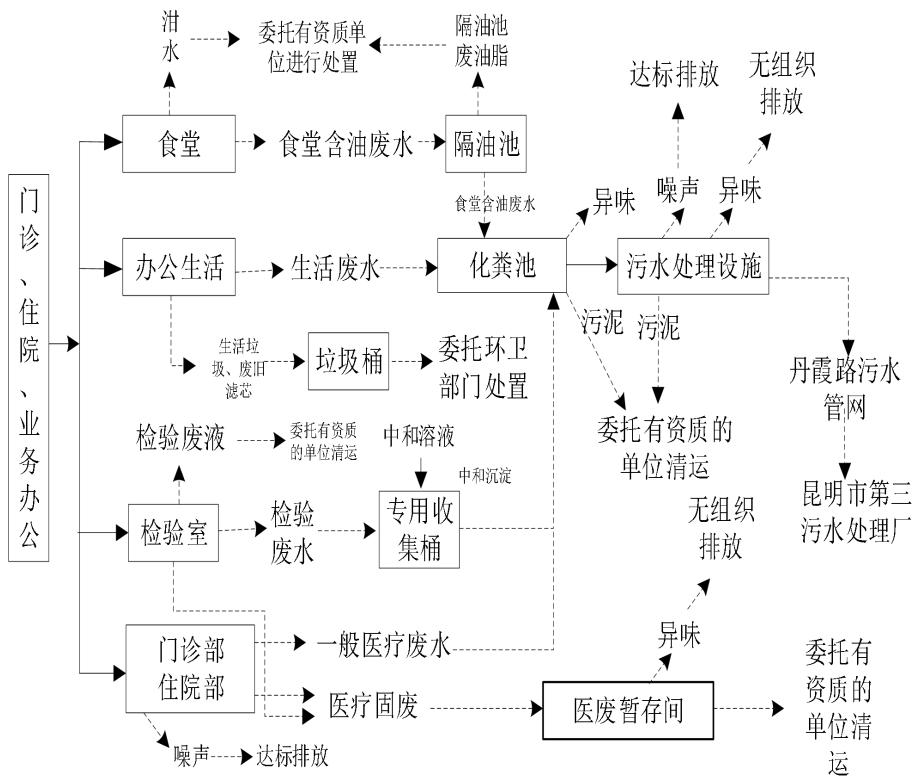 门诊、住院、业务办公
泔水
委托有资质单
位进行处置
隔油池
废油脂
食堂
食堂含油废水
隔油池
食堂含油废水
达标排放
无组织
排放
噪声
异味
异味
办公生活
生活废水
化粪池
污水处理设施
污泥
污泥
生活垃
圾、废旧
滤芯
垃圾桶
委托环卫
部门处置
委托有资质的
单位清运
丹霞路污水
管网
昆明市第三
污水处理厂
检验废液
委托有资质
的单位清运
中和溶液
中和沉淀
检验室
检验
废水
专用收
集桶
无组织
排放
异味
门诊部
住院部
一般医疗废水
医疗固废
医废暂存间
委托有
资质的
单位清
运
噪声
达标排放